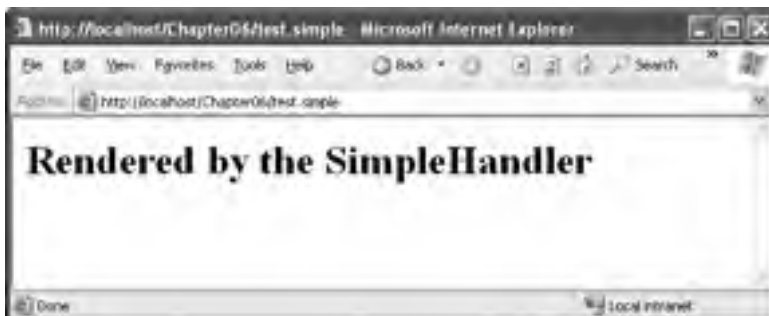 http://localhost/Chapter06/test.simple - Microsoft Internet Explorer
File Edit View Favorites Tools Help Back Search »
Address http://localhost/Chapter06/test.simple
Rendered by the SimpleHandler
Done Local intranet